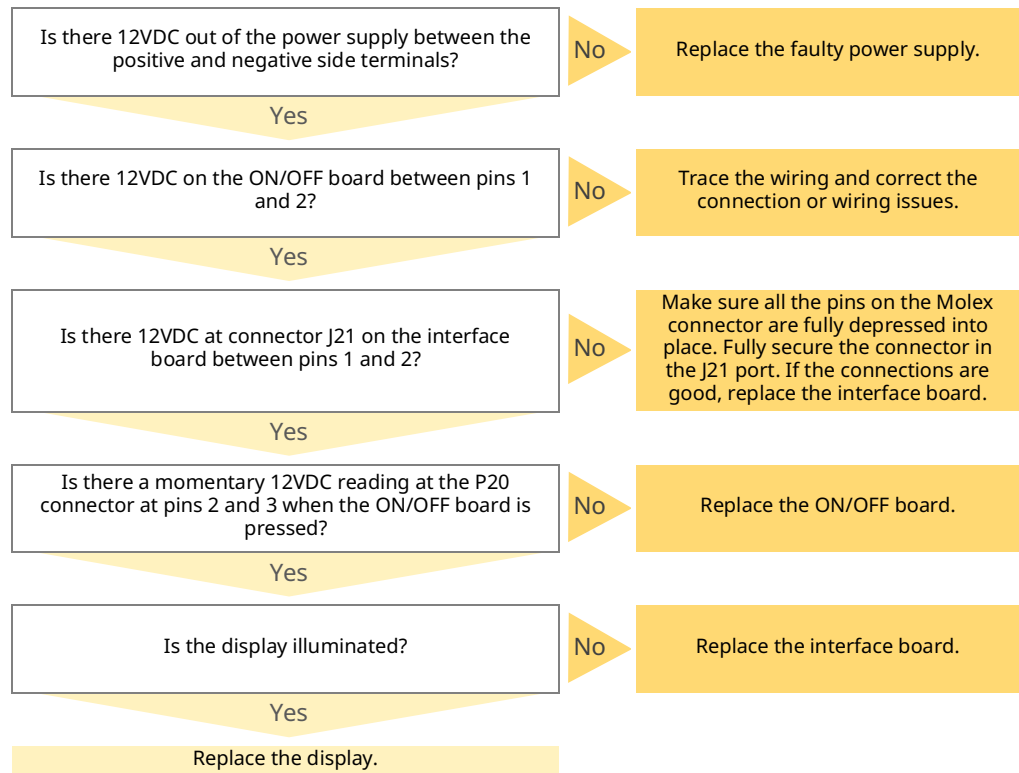 Is there 12VDC out of the power supply between the
positive and negative side terminals?
No
Replace the faulty power supply.
Yes
Is there 12VDC on the ON/OFF board between pins 1
and 2?
No
Trace the wiring and correct the
connection or wiring issues.
Yes
Is there 12VDC at connector J21 on the interface
board between pins 1 and 2?
No
Make sure all the pins on the Molex
connector are fully depressed into
place. Fully secure the connector in
the J21 port. If the connections are
good, replace the interface board.
Yes
Is there a momentary 12VDC reading at the P20
connector at pins 2 and 3 when the ON/OFF board is
pressed?
No
Replace the ON/OFF board.
Yes
Is the display illuminated?
No
Replace the interface board.
Yes
Replace the display.